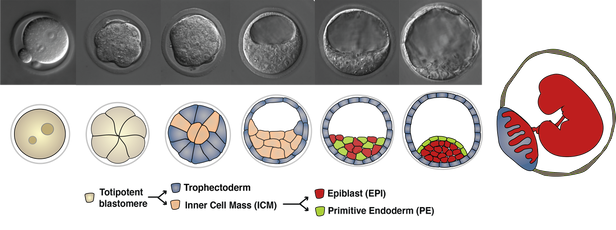 Totipotent
blastomere
Trophectoderm
Inner Cell Mass (ICM)
Epiblast (EPI)
Primitive Endoderm (PE)